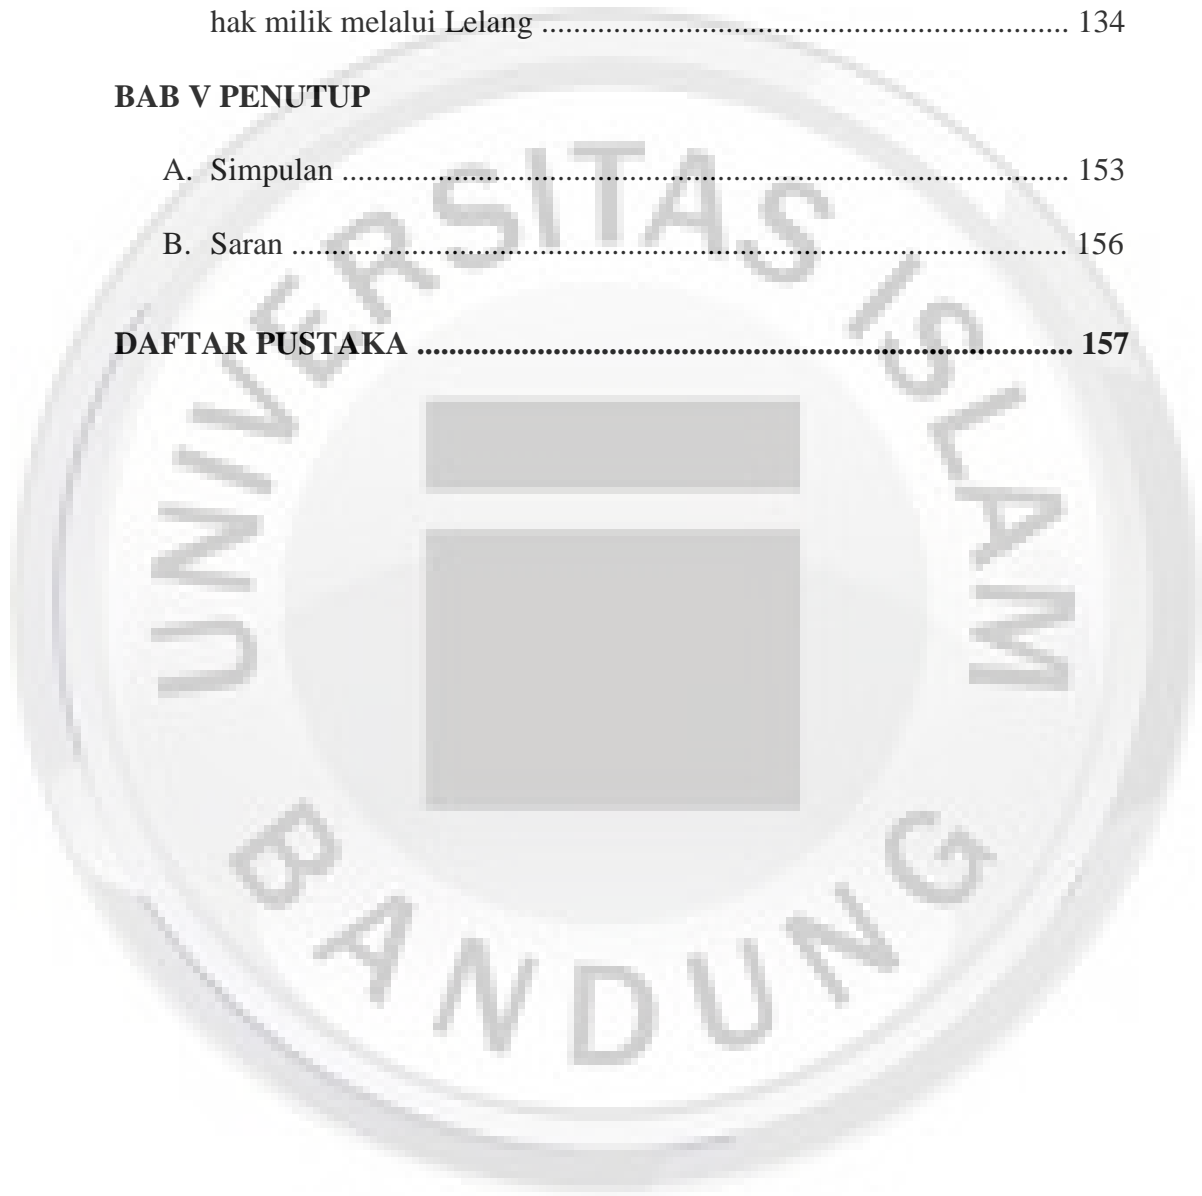 hak milik melalui Lelang .................................................................. 134
BAB V PENUTUP
A. Simpulan ........................................................................................... 153
B. Saran ................................................................................................. 156
DAFTAR PUSTAKA ......................................................................... 157
UNIVERSITAS ISLAM
BANDUNG